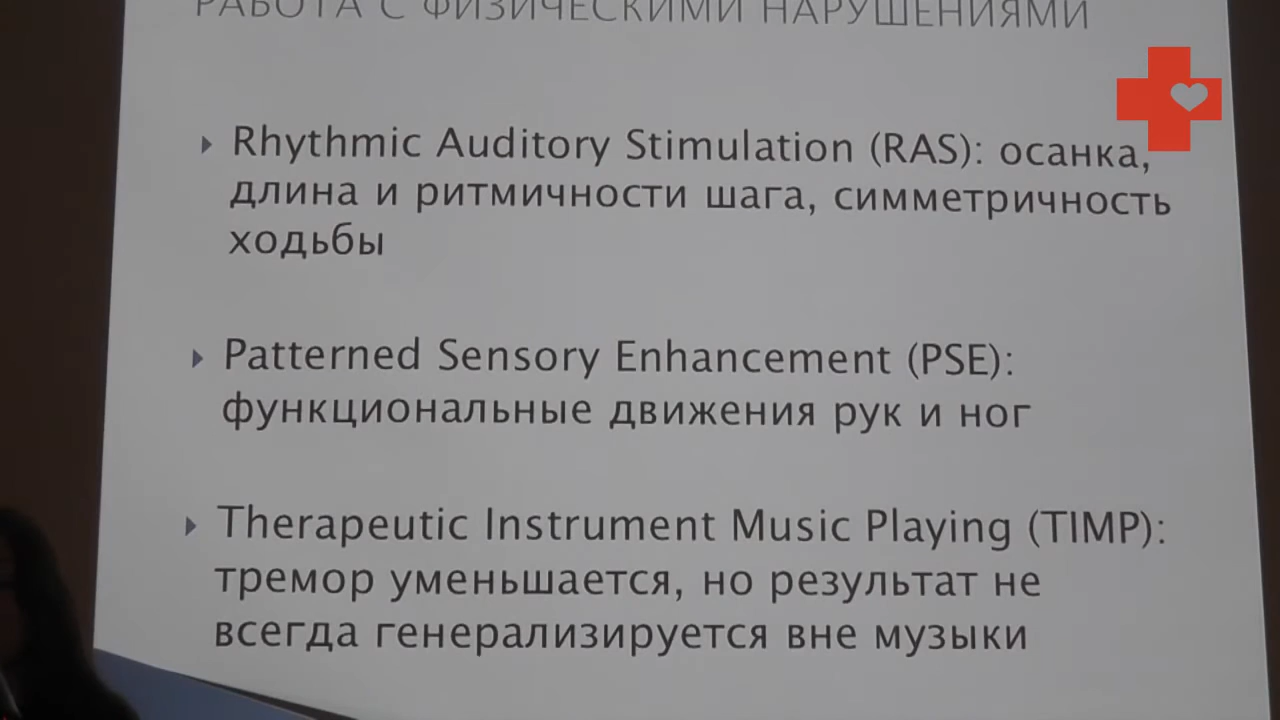 РАБОТА С ФИЗИЧЕСКИМИ НАРУШЕНИЯМИ
Rhythmic Auditory Stimulation (RAS): осанка,
длина и ритмичности шага, симметричность
ходьбы
Patterned Sensory Enhancement (PSE):
функциональные движения рук и ног
Therapeutic Instrument Music Playing (TIMP):
тремор уменьшается, но результат не
всегда генерализируется вне музыки